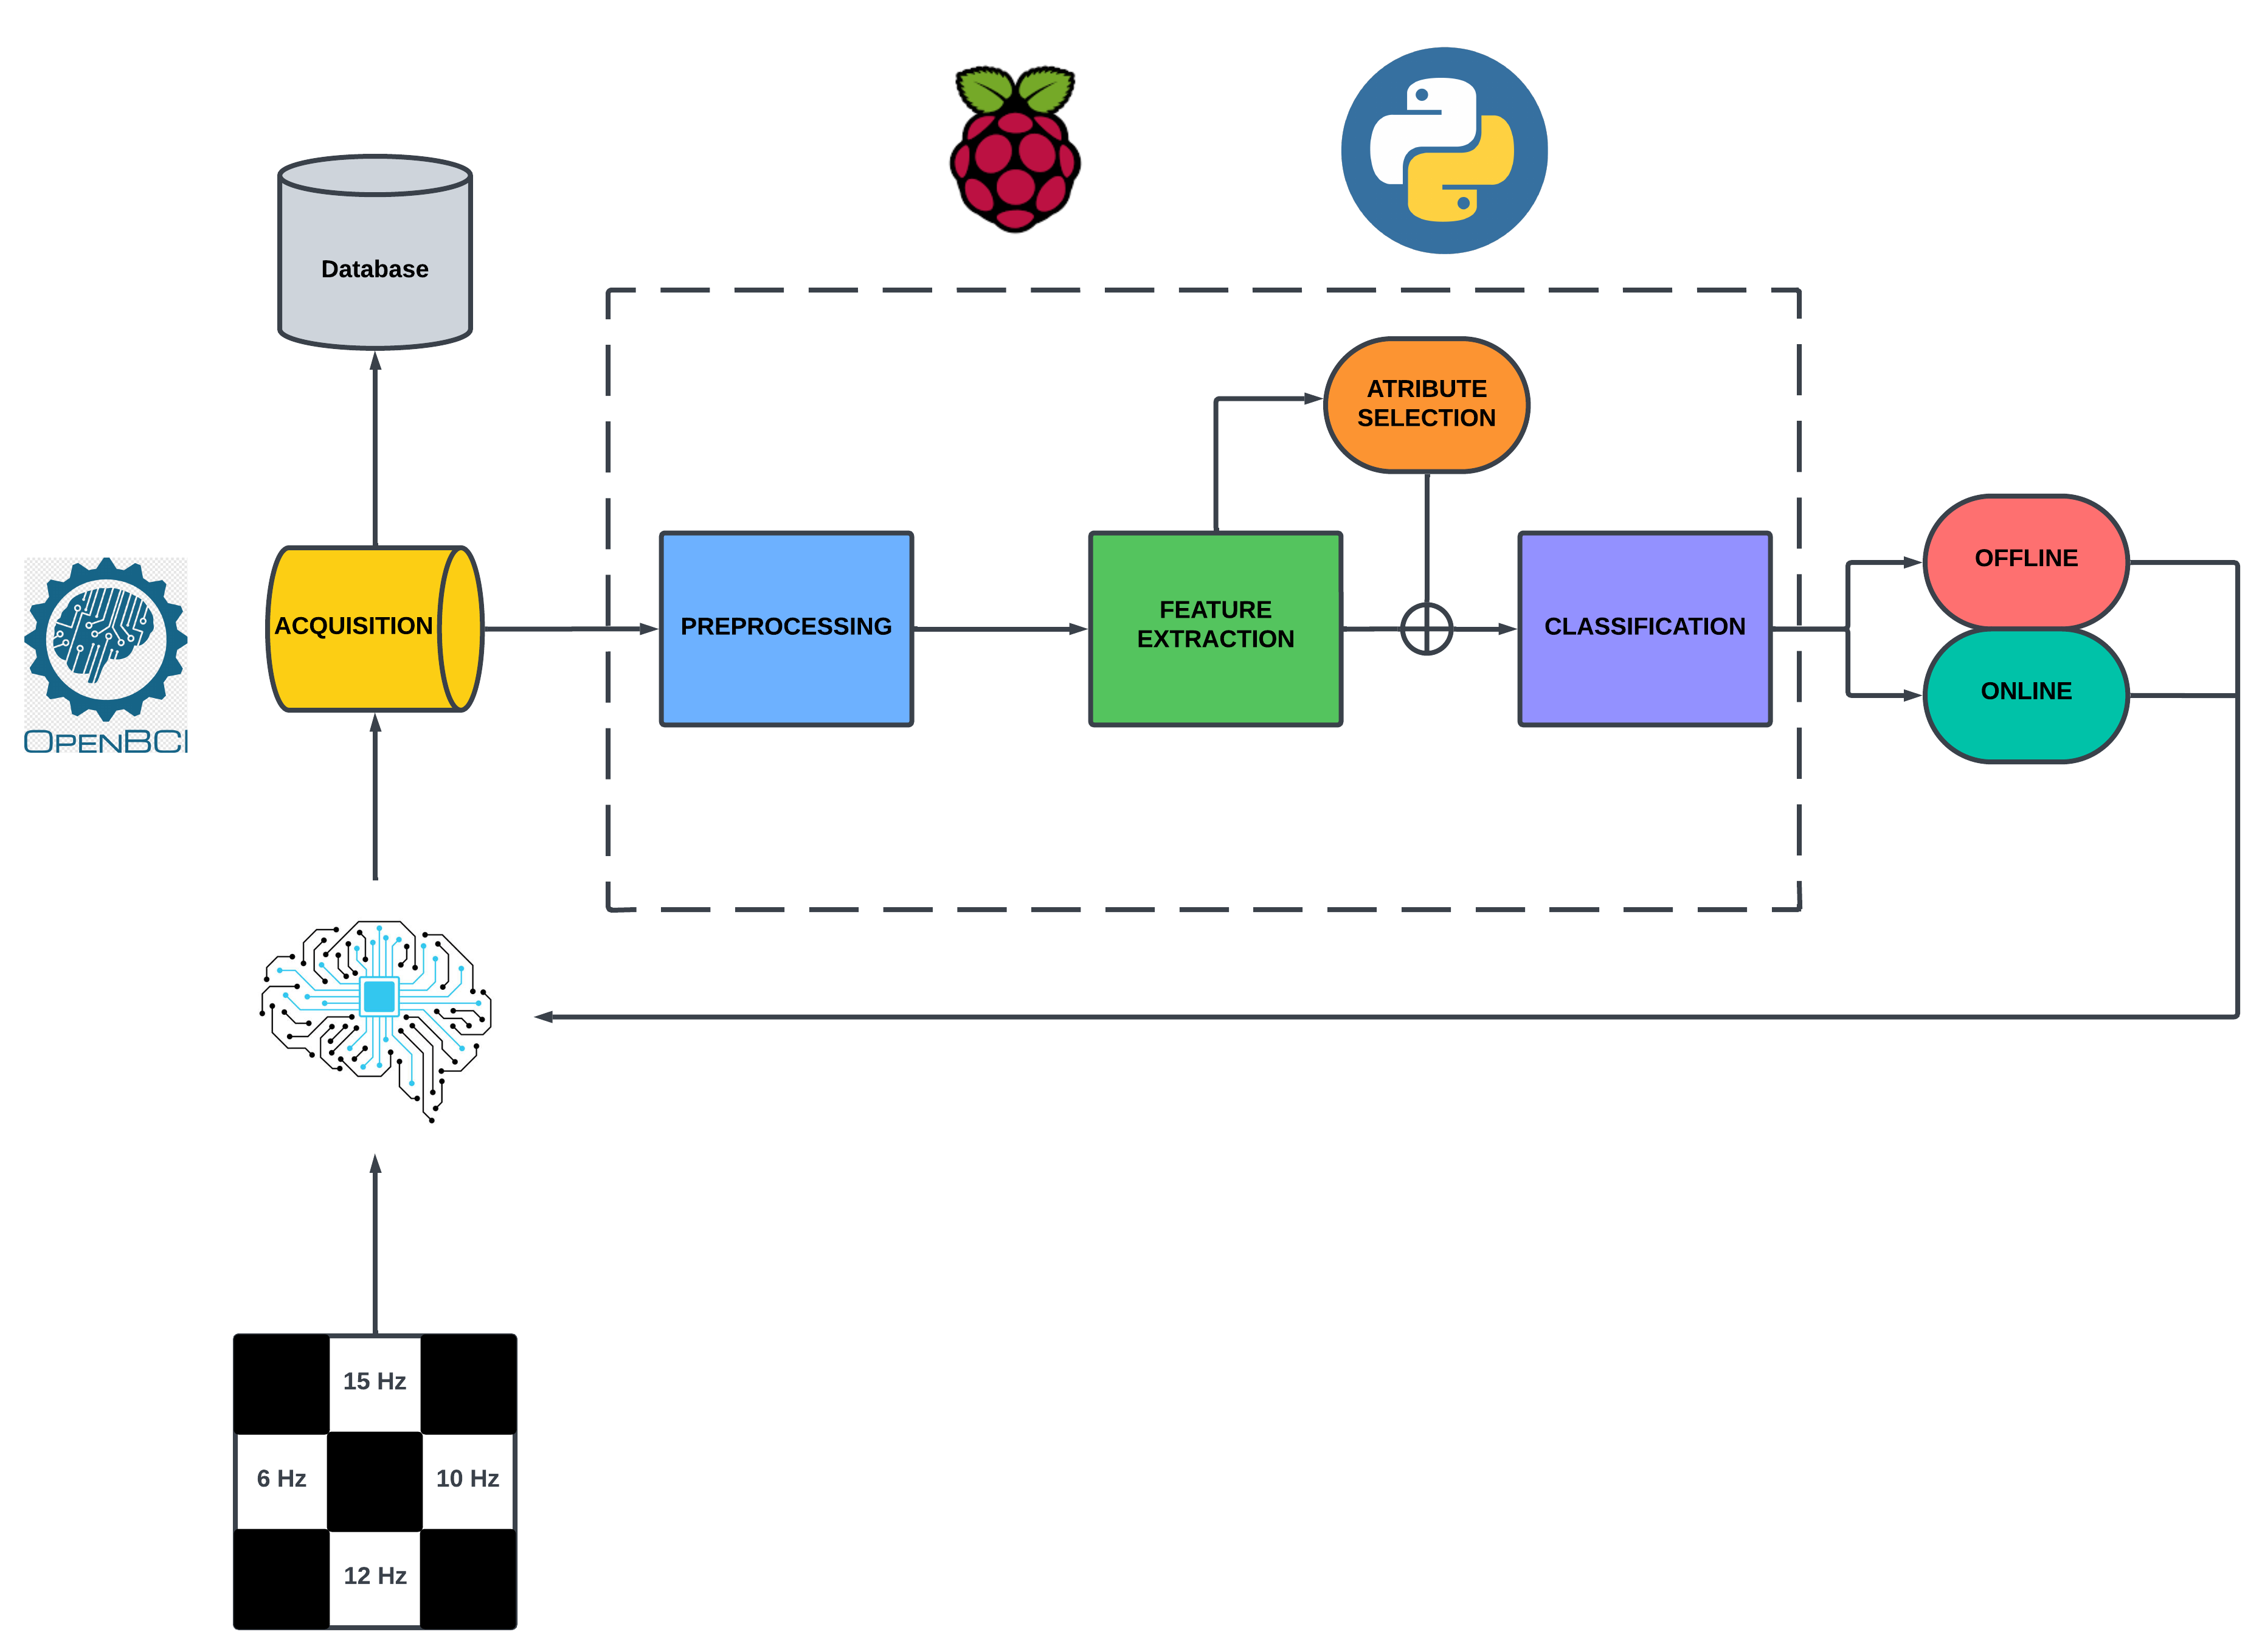 Database
ATRIBUTE
SELECTION
OFFLINE
ACQUISITION
PREPROCESSING
FEATURE
EXTRACTION
CLASSIFICATION
ONLINE
OPENBCI
15 Hz
6 Hz
10 Hz
12 Hz